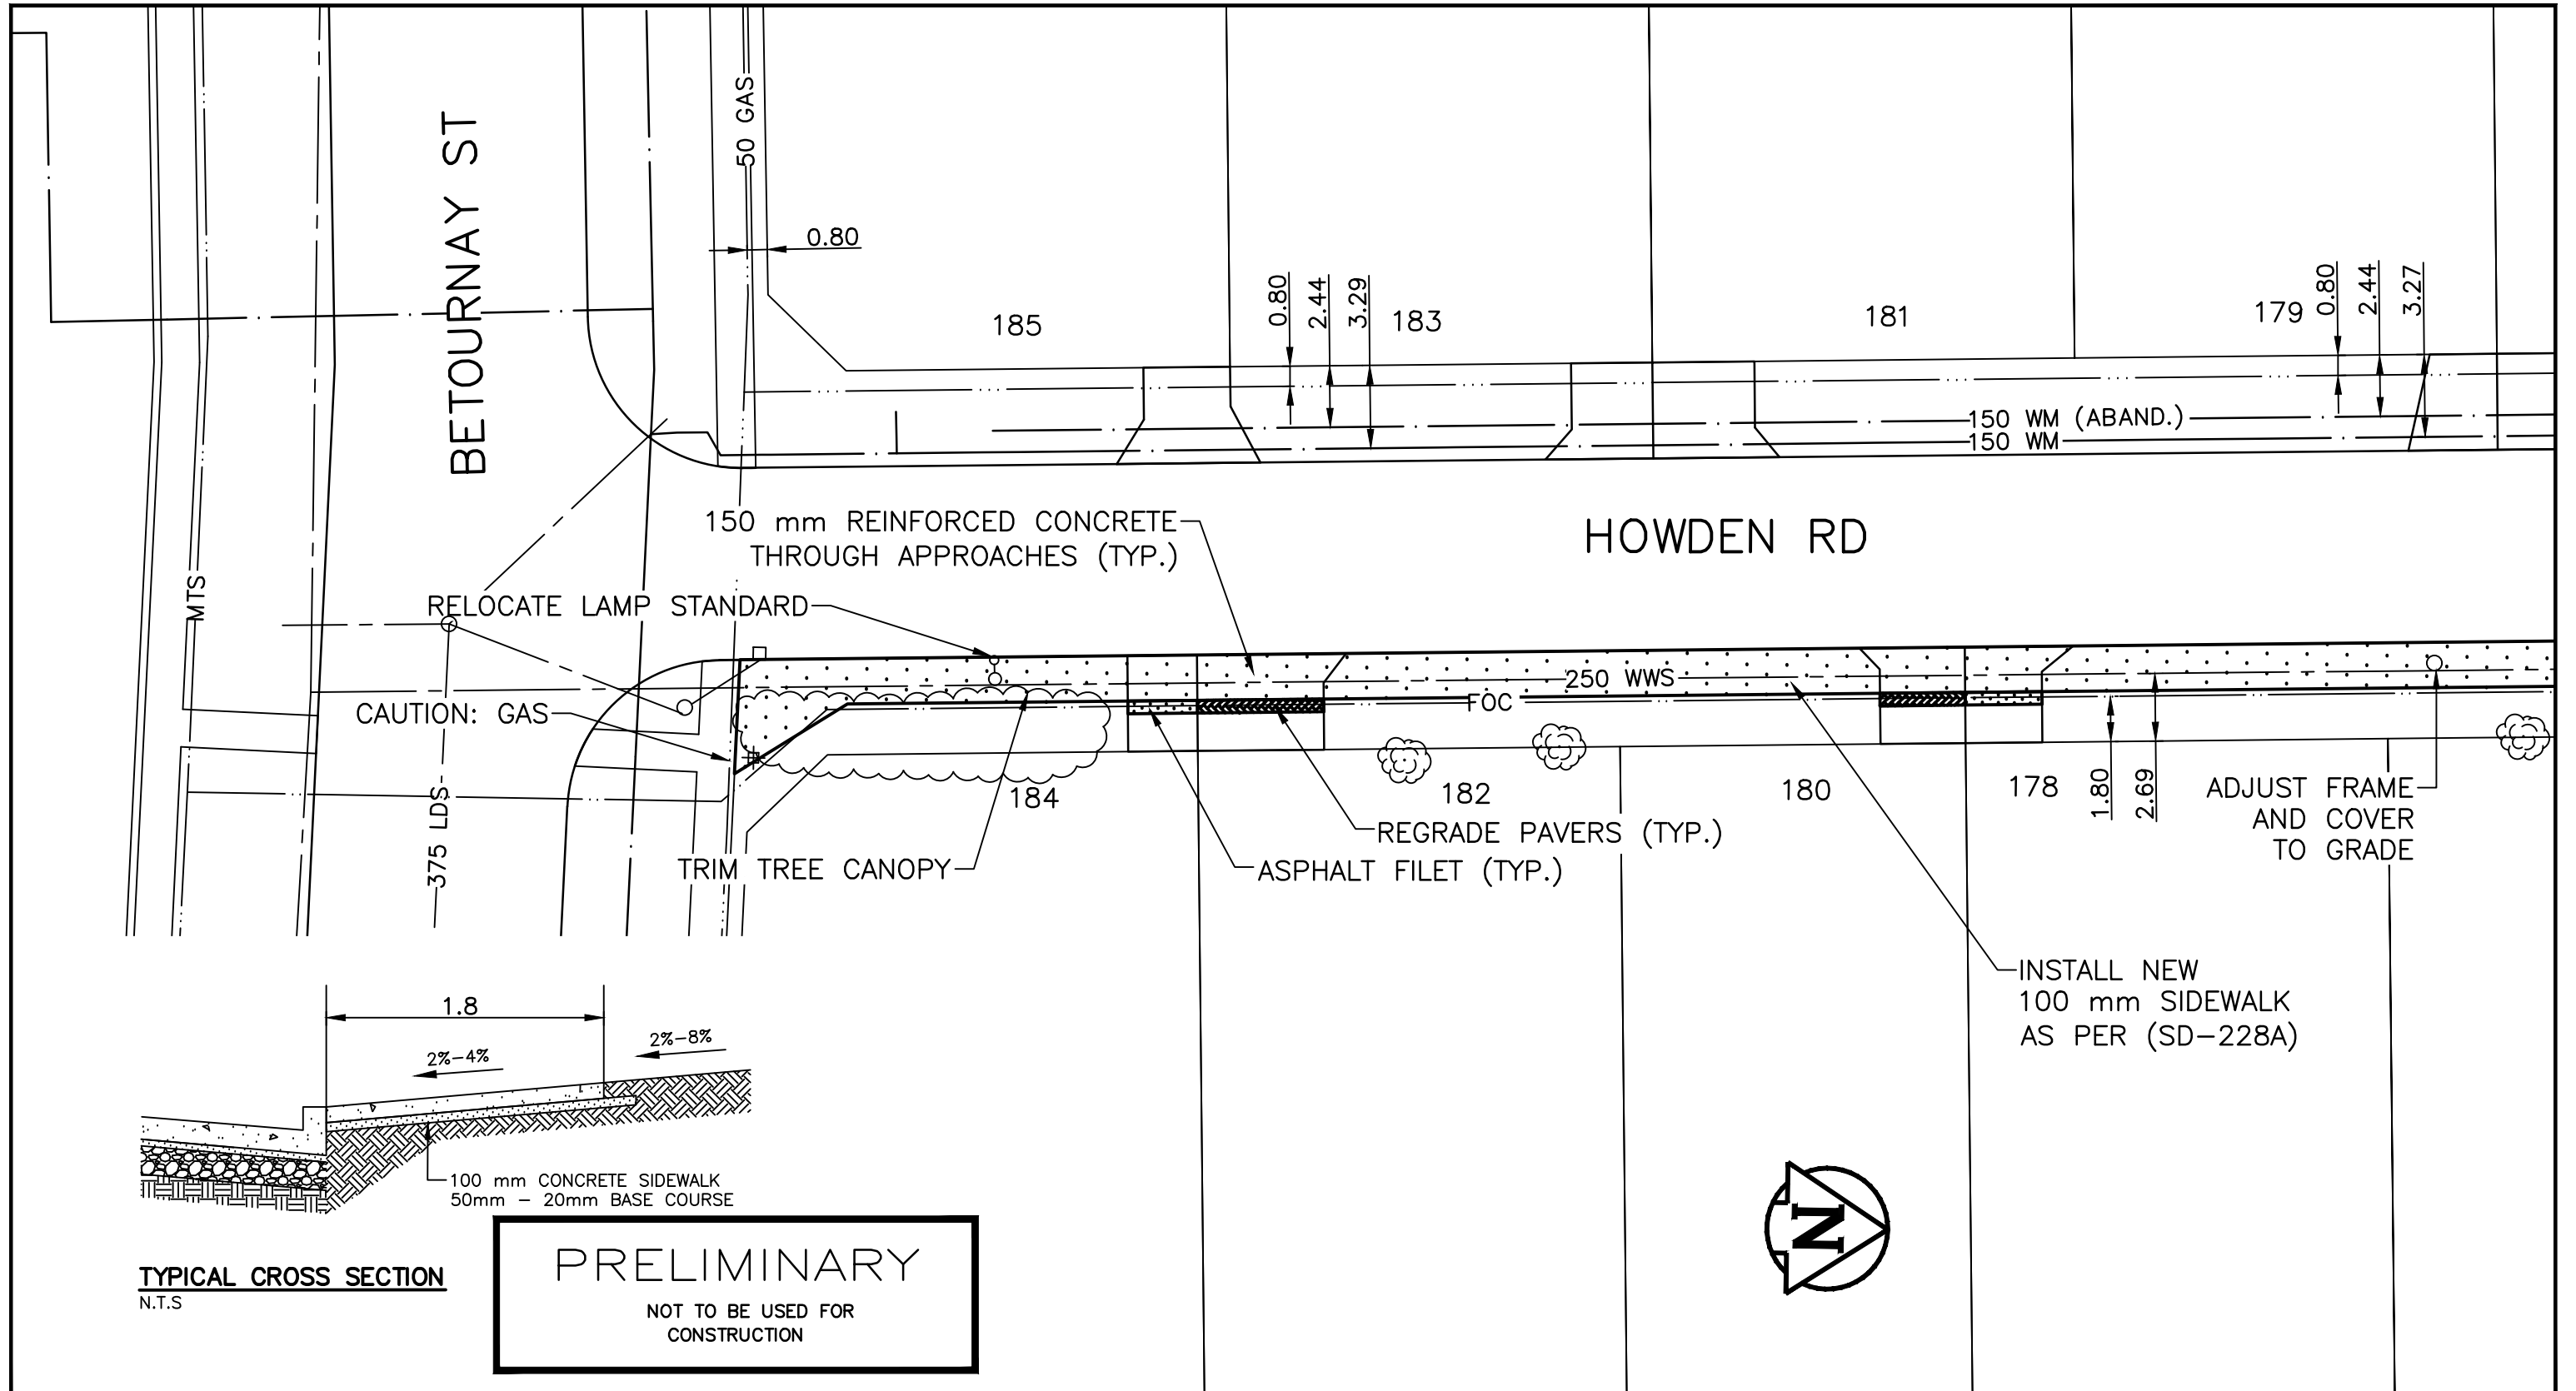 BETOURNAY ST
50 GAS
0.80
185
0.80
2.44
3.29
183
181
179
0.80
2.44
3.27
150 WM (ABAND.)
150 WM
HOWDEN RD
150 mm REINFORCED CONCRETE
THROUGH APPROACHES (TYP.)
MTS
RELOCATE LAMP STANDARD
CAUTION: GAS
250 WWS
FOC
375 LDS
184
182
180
178
1.80
2.69
ADJUST FRAME
AND COVER
TO GRADE
REGRADE PAVERS (TYP.)
ASPHALT FILET (TYP.)
TRIM TREE CANOPY
INSTALL NEW
100 mm SIDEWALK
AS PER (SD-228A)
1.8
2%-4%
2%-8%
100 mm CONCRETE SIDEWALK
50mm - 20mm BASE COURSE
TYPICAL CROSS SECTION
N.T.S
PRELIMINARY
NOT TO BE USED FOR
CONSTRUCTION
N